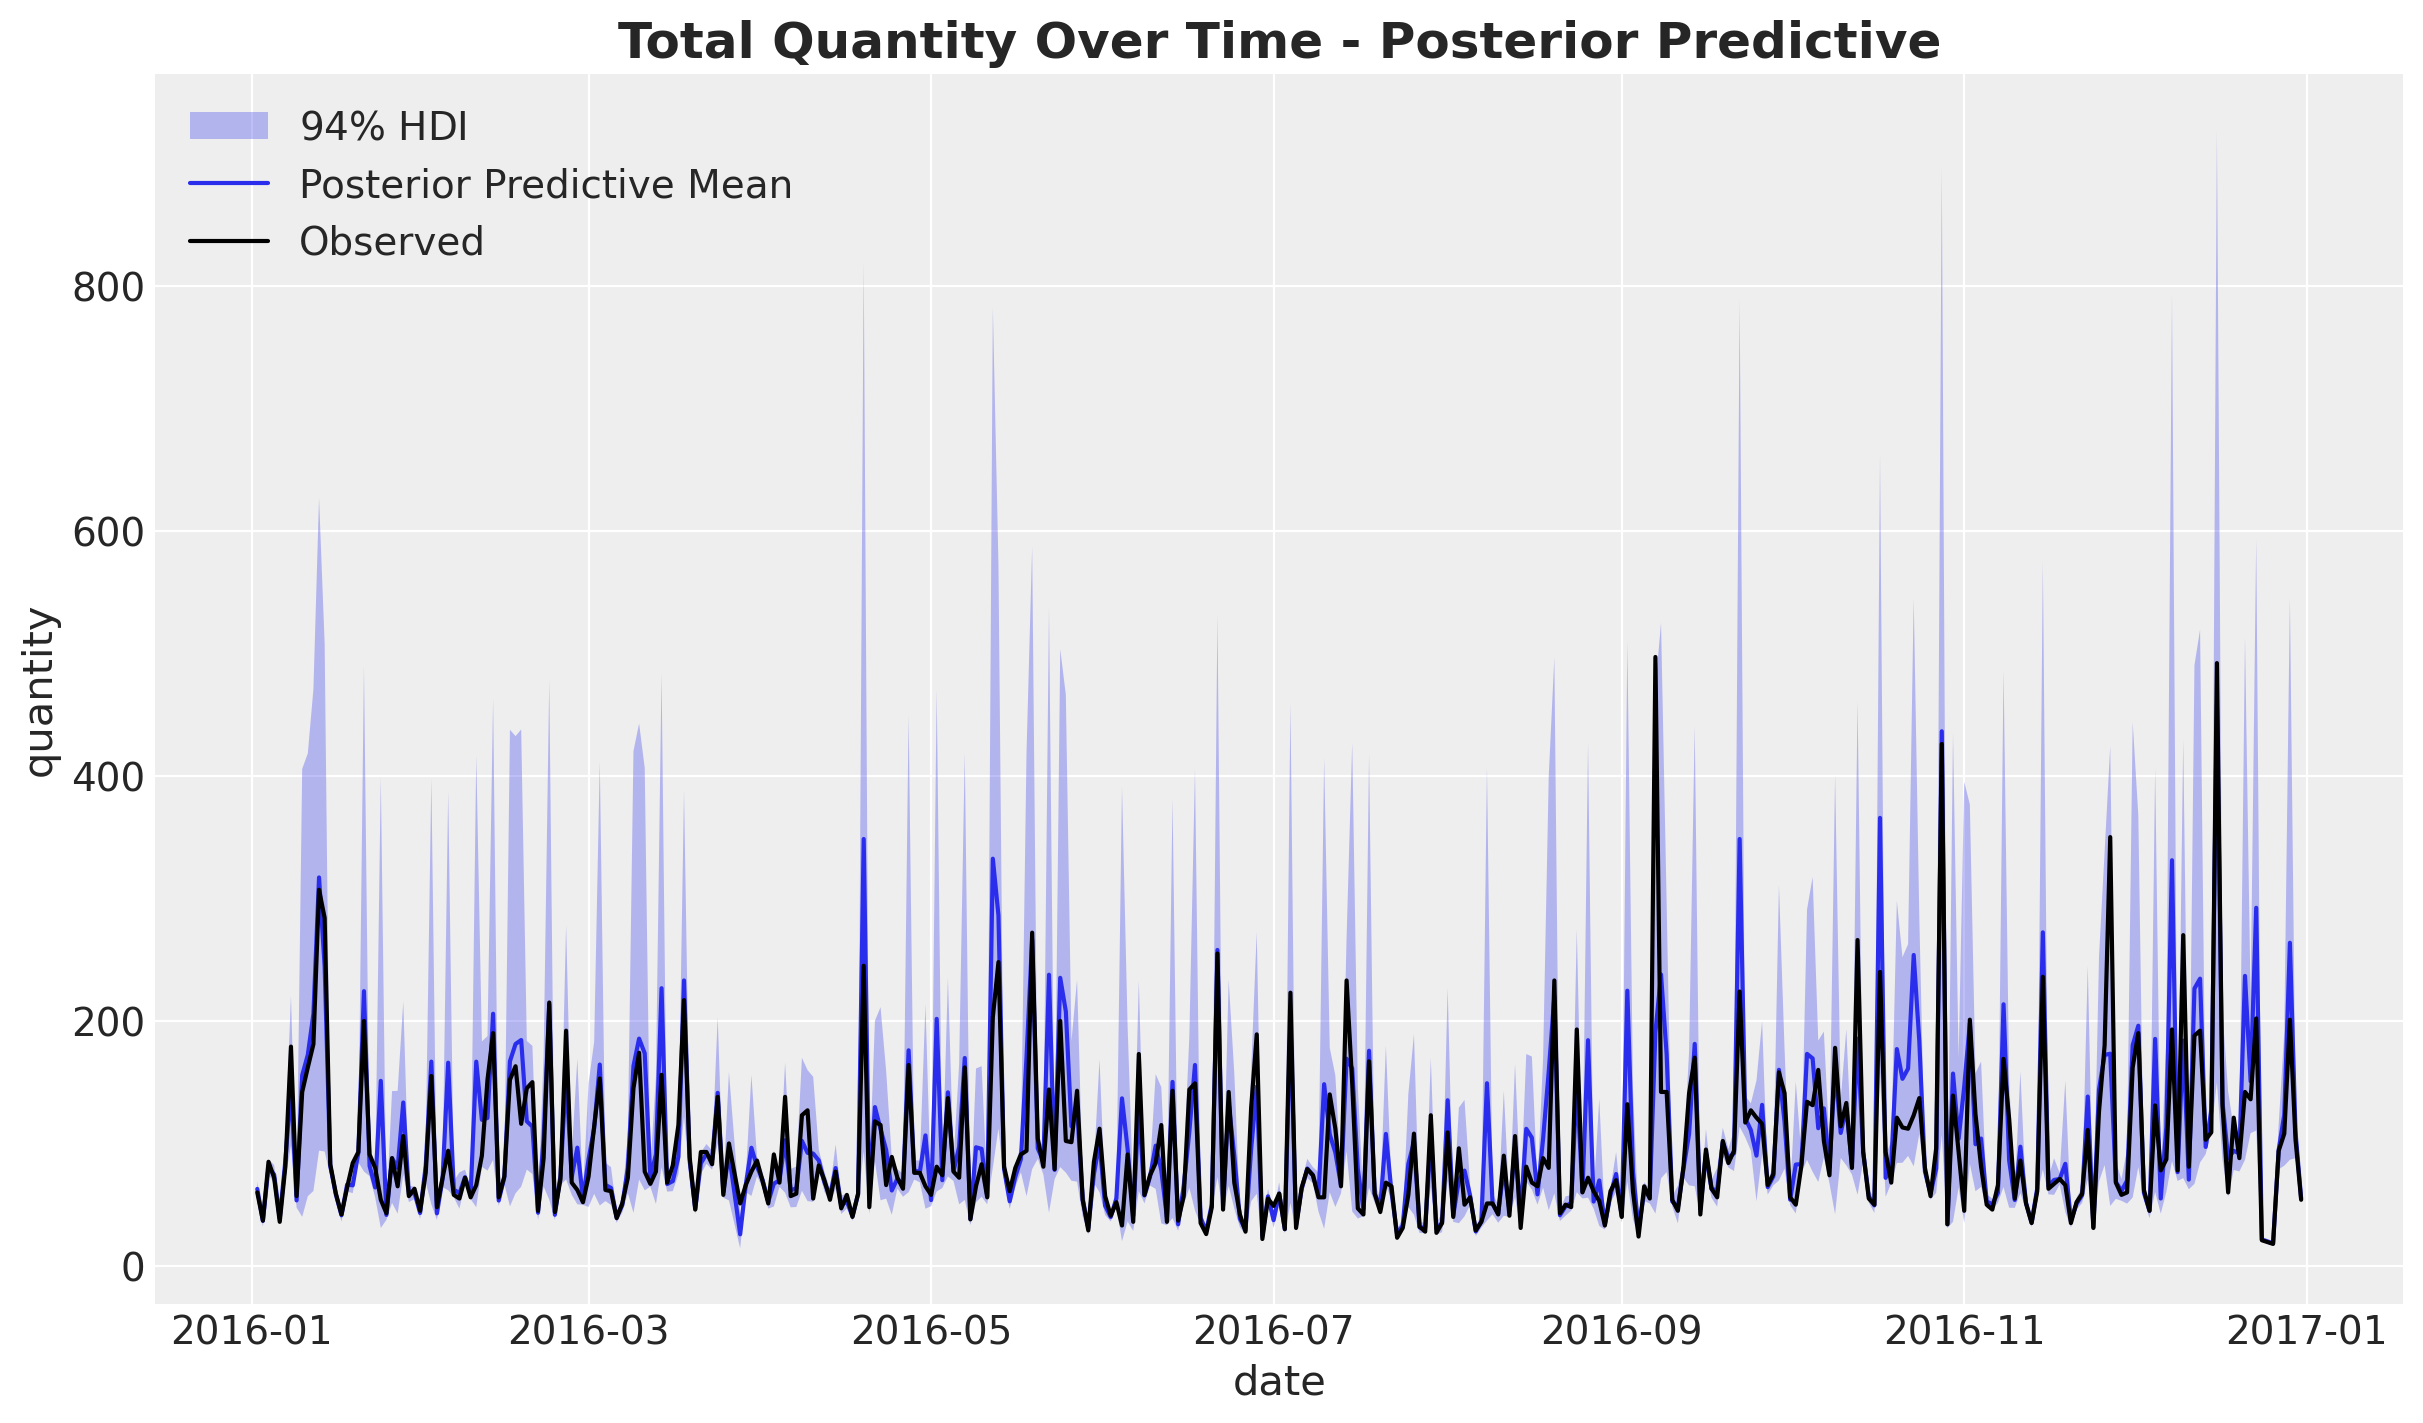 Total Quantity Over Time - Posterior Predictive
94% HDI
Posterior Predictive Mean
Observed
800
600
400
200
0
quantity
2016-01 2016-03 2016-05 2016-07 2016-09 2016-11 2017-01
date